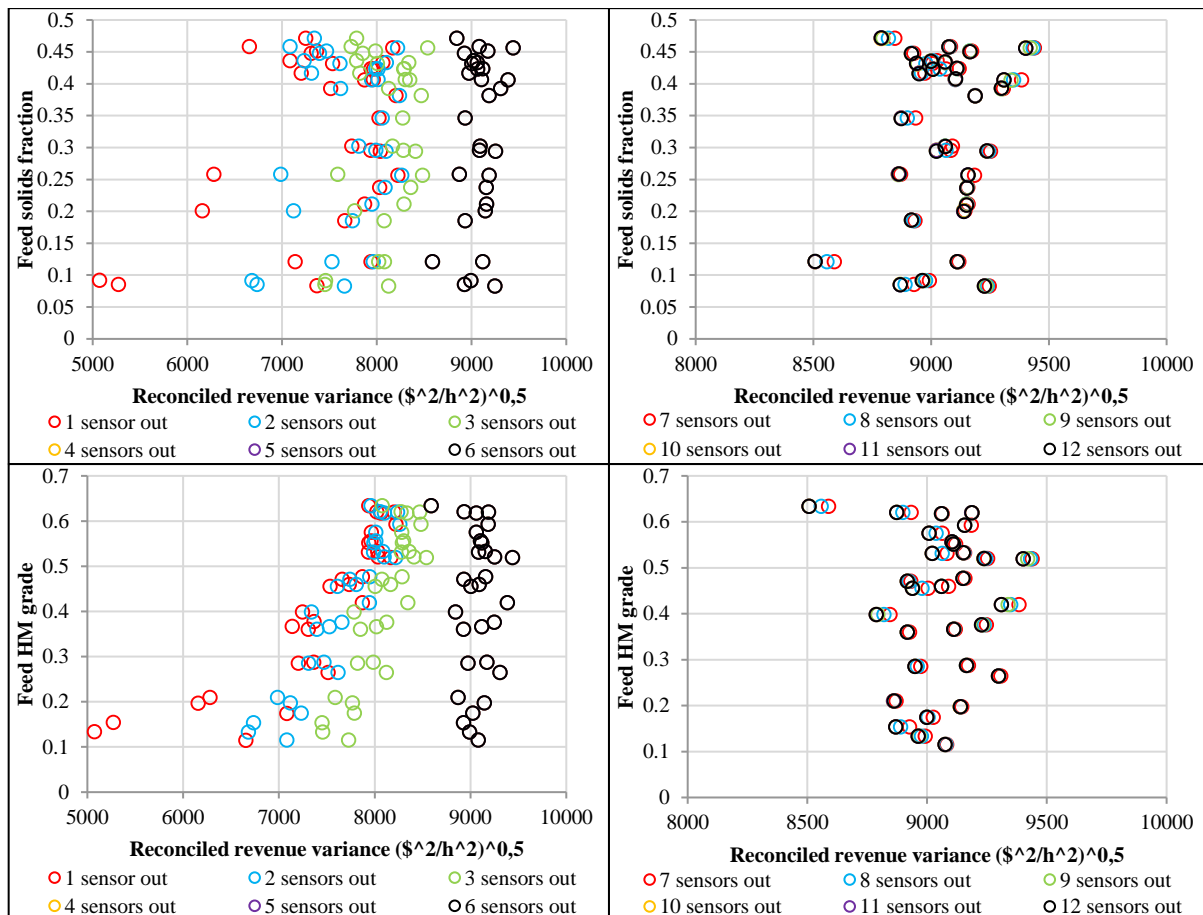 0.5
0.45
0.4
0.35
0.3
0.25
0.2
0.15
0.1
0.05
0
Feed solids fraction
5000 6000 7000 8000 9000 10000
Reconciled revenue variance ($^2/h^2)^0,5
1 sensor out 2 sensors out 3 sensors out
4 sensors out 5 sensors out 6 sensors out
0.5
0.45
0.4
0.35
0.3
0.25
0.2
0.15
0.1
0.05
0
Feed solids fraction
8000 8500 9000 9500 10000
Reconciled revenue variance ($^2/h^2)^0,5
7 sensors out 8 sensors out 9 sensors out
10 sensors out 11 sensors out 12 sensors out
0.7
0.6
0.5
0.4
0.3
0.2
0.1
0
Feed HM grade
5000 6000 7000 8000 9000 10000
Reconciled revenue variance ($^2/h^2)^0,5
1 sensor out 2 sensors out 3 sensors out
4 sensors out 5 sensors out 6 sensors out
0.7
0.6
0.5
0.4
0.3
0.2
0.1
0
Feed HM grade
8000 8500 9000 9500 10000
Reconciled revenue variance ($^2/h^2)^0,5
7 sensors out 8 sensors out 9 sensors out
10 sensors out 11 sensors out 12 sensors out